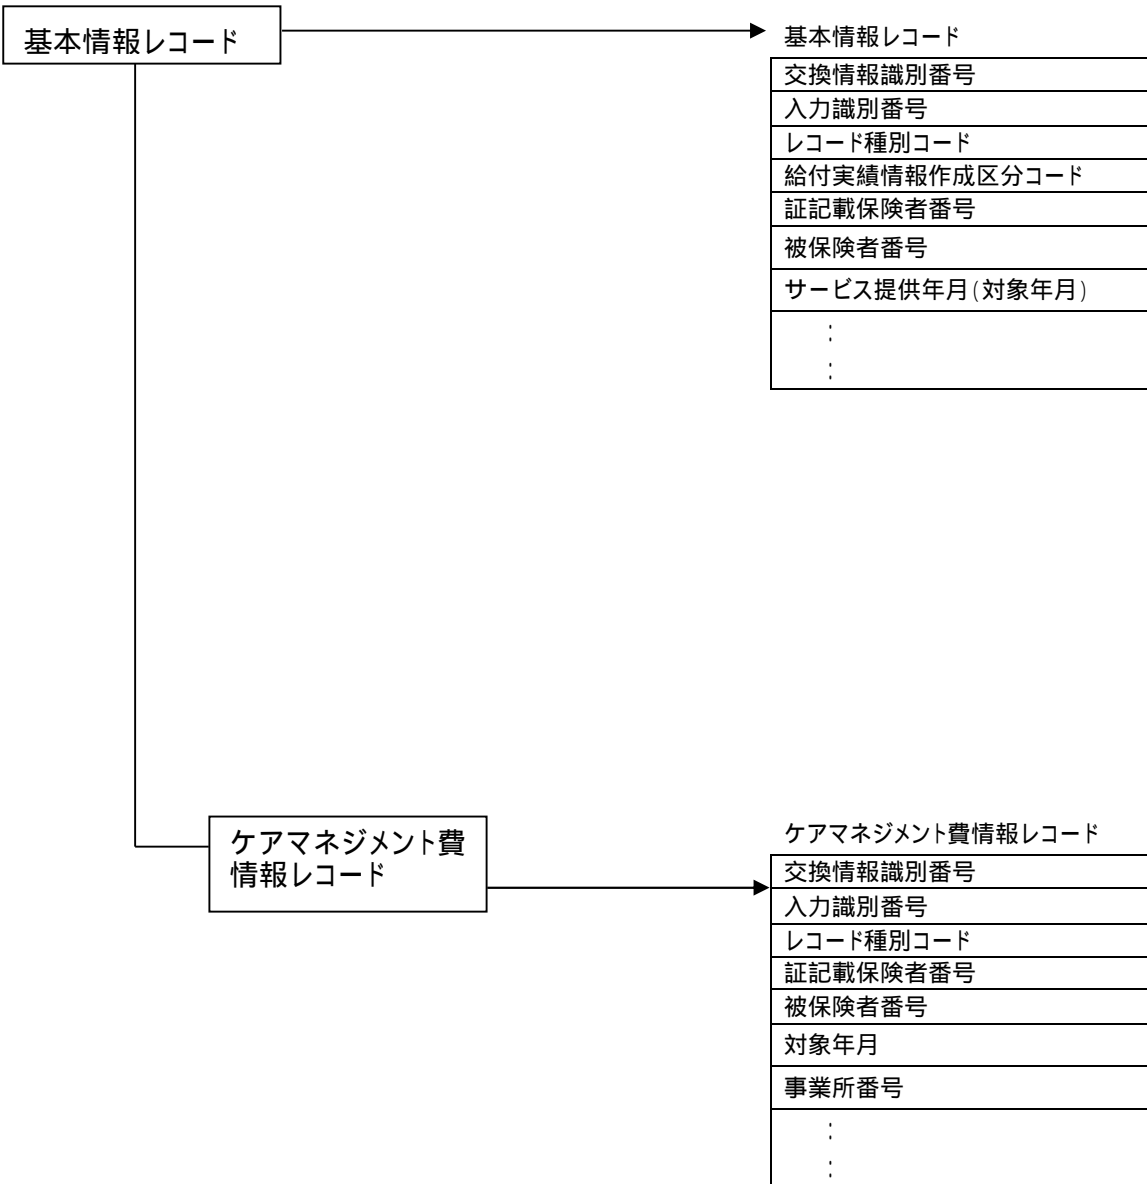 基本情報レコード
基本情報レコード
交換情報識別番号
入力識別番号
レコード種別コード
給付実績情報作成区分コード
証記載保険者番号
被保険者番号
サービス提供年月(対象年月)
:
:
ケアマネジメント費
情報レコード
ケアマネジメント費情報レコード
交換情報識別番号
入力識別番号
レコード種別コード
証記載保険者番号
被保険者番号
対象年月
事業所番号
:
: